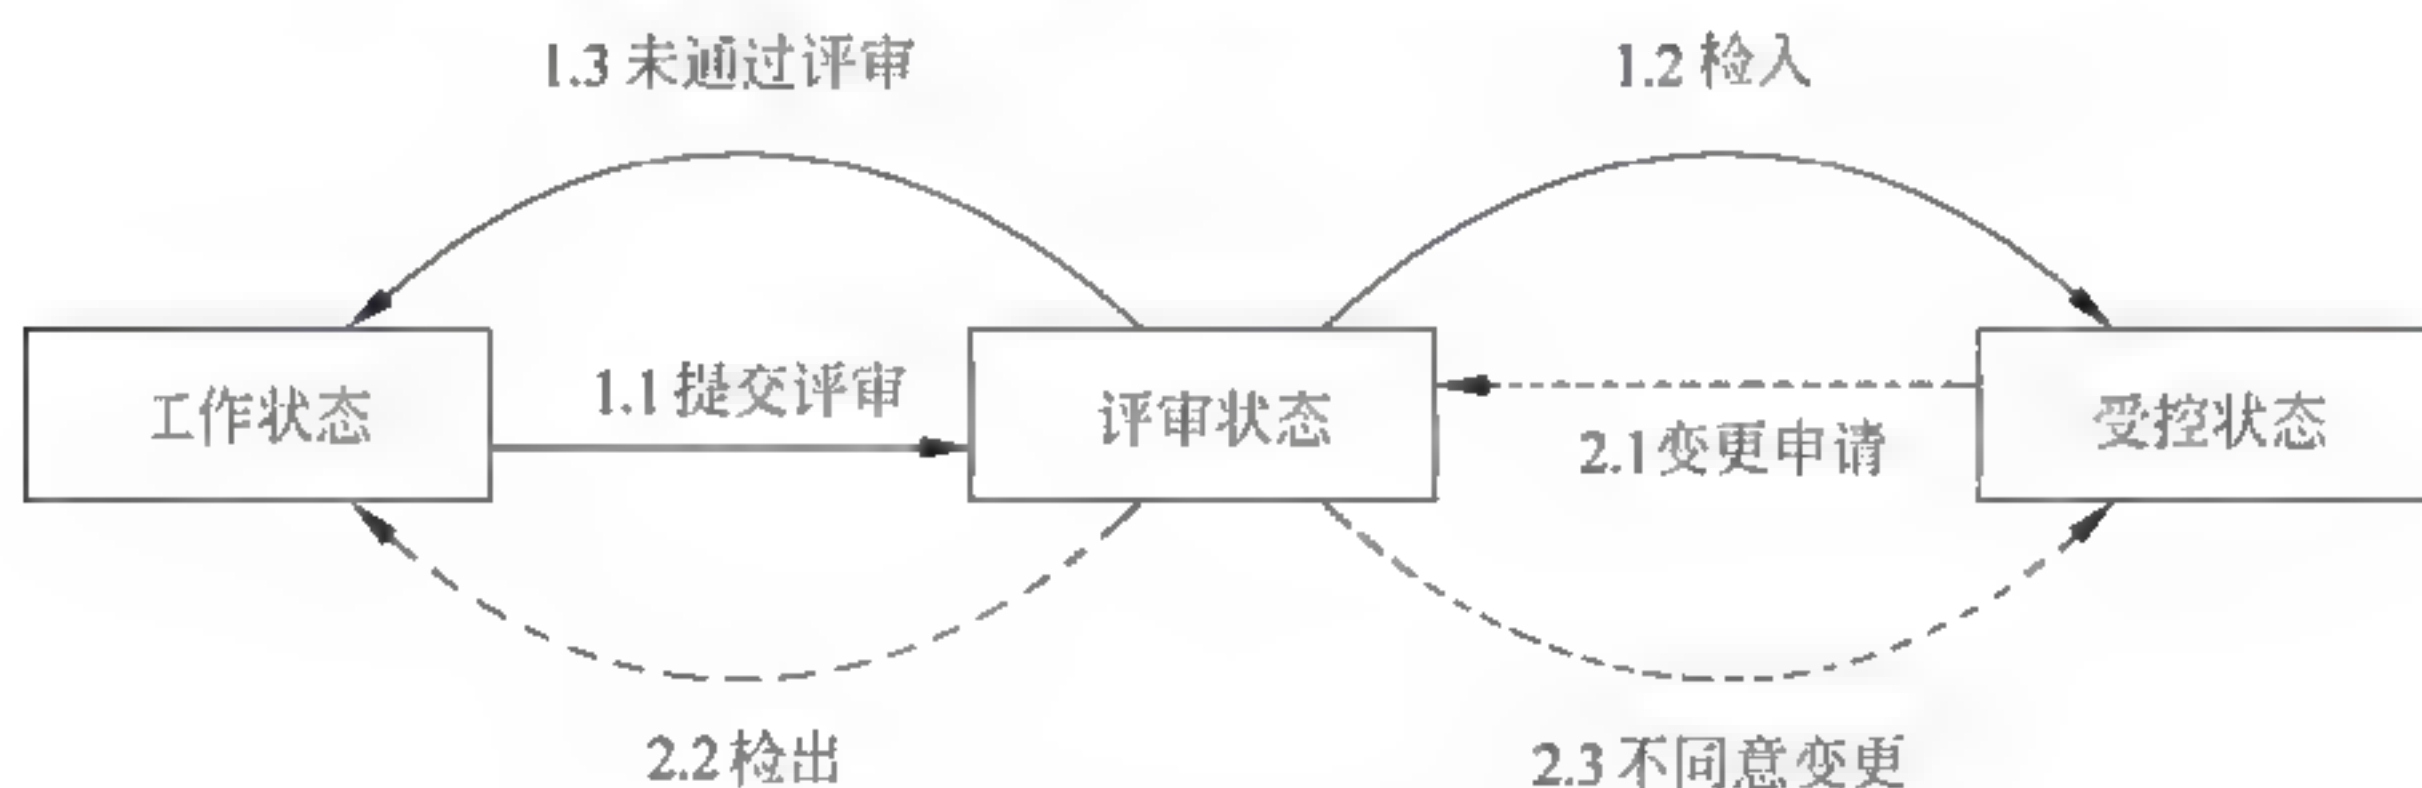 1.3 未通过评审
1.2 检入
工作状态
1.1 提交评审
评审状态
2.1 变更申请
受控状态
2.2 检出
2.3 不同意变更